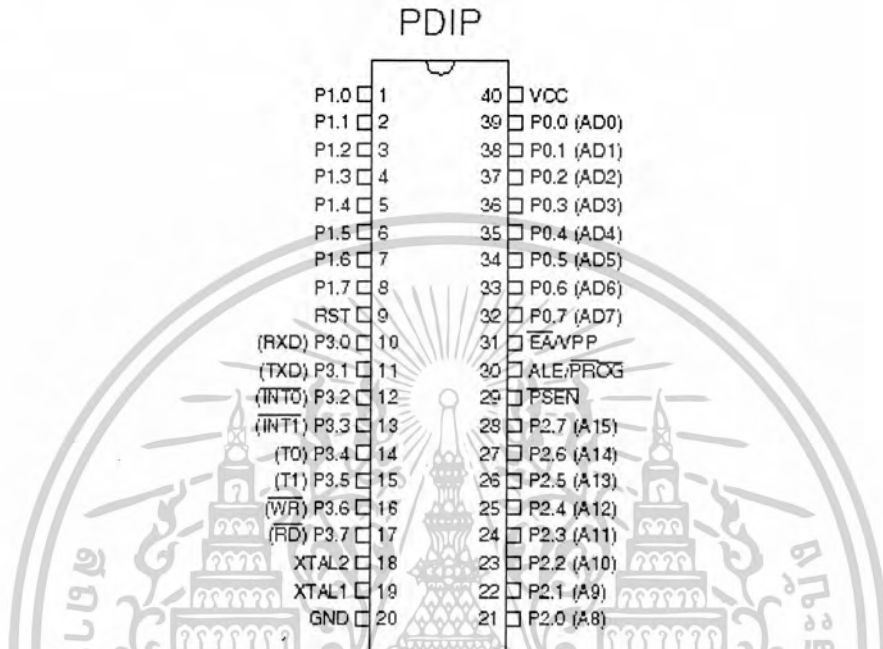 PDIP
P1.0 1 40 VCC
P1.1 2 39 P0.0 (AD0)
P1.2 3 38 P0.1 (AD1)
P1.3 4 37 P0.2 (AD2)
P1.4 5 36 P0.3 (AD3)
P1.5 6 35 P0.4 (AD4)
P1.6 7 34 P0.5 (AD5)
P1.7 8 33 P0.6 (AD6)
RST 9 32 P0.7 (AD7)
(RXD) P3.0 10 31 EA/VPP
(TXD) P3.1 11 30 ALE/PROG
(INT0) P3.2 12 29 PSEN
(INT1) P3.3 13 28 P2.7 (A15)
(T0) P3.4 14 27 P2.6 (A14)
(T1) P3.5 15 26 P2.5 (A13)
(WR) P3.6 16 25 P2.4 (A12)
(RD) P3.7 17 24 P2.3 (A11)
XTAL2 18 23 P2.2 (A10)
XTAL1 19 22 P2.1 (A9)
GND 20 21 P2.0 (A8)